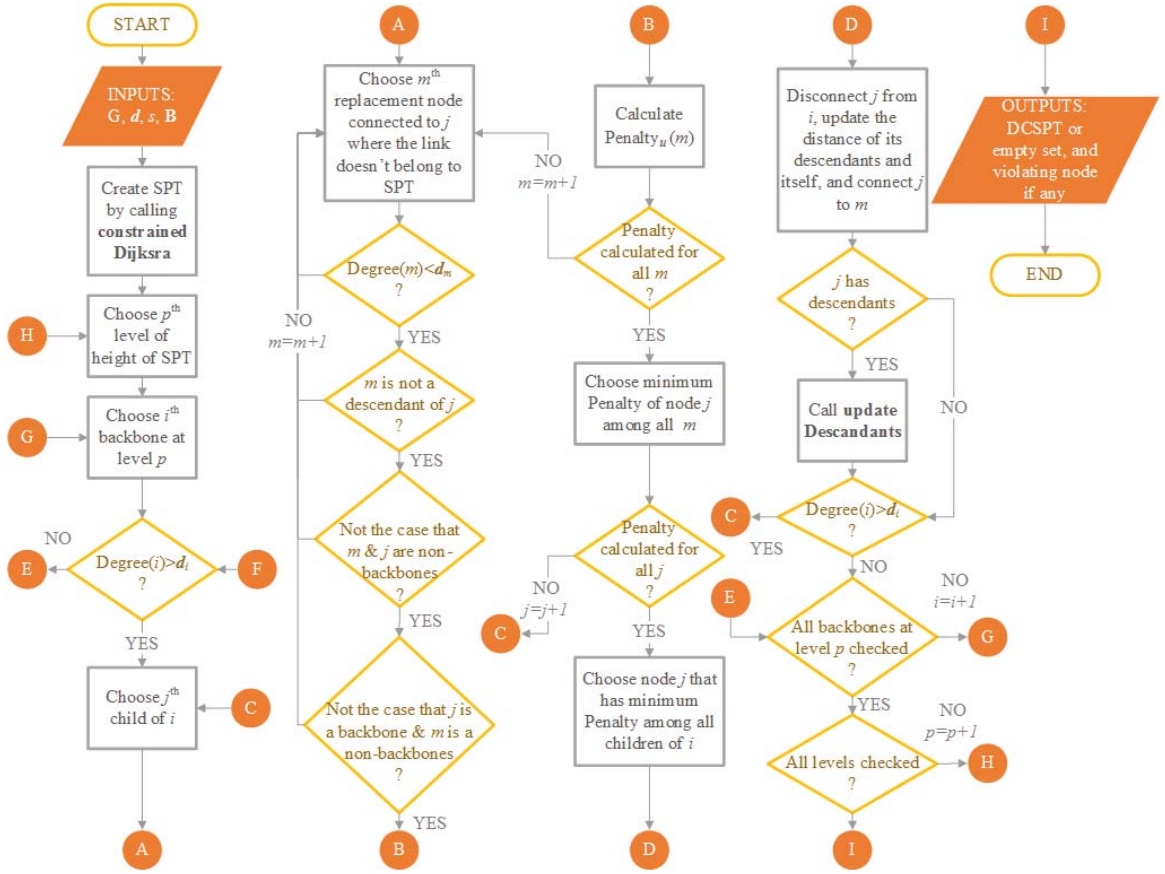 START
INPUTS:
G, d, s, B
Create SPT
by calling
constrained
Dijksra
H
Choose pth
level of
height of SPT
G
Choose ith
backbone at
level p
NO
E
Degree(i)>di
?
F
YES
Choose jth
child of i
C
A
A
Choose mth
replacement node
connected to j
where the link
doesn't belong to
SPT
Degree(m)<dm
?
NO
m=m+1
YES
m is not a
descendant of j
?
YES
Not the case that
m & j are non-
backbones
?
YES
Not the case that j is
a backbone & m is a
non-backbones
?
YES
B
B
Calculate
Penaltyu(m)
NO
m=m+1
Penalty
calculated for
all m
?
YES
Choose minimum
Penalty of node j
among all m
Penalty
calculated for
all j
?
NO
j=j+1
C
YES
Choose node j that
has minimum
Penalty among all
children of i
D
D
Disconnect j from
i, update the
distance of its
descendants and
itself, and connect j
to m
j has
descendants
?
YES
NO
Call update
Descandants
C
Degree(i)>di
?
YES
NO
E
All backbones at
level p checked
?
NO
i=i+1
G
YES
All levels checked
?
NO
p=p+1
H
I
I
OUTPUTS:
DCSPT or
empty set, and
violating node
if any
END